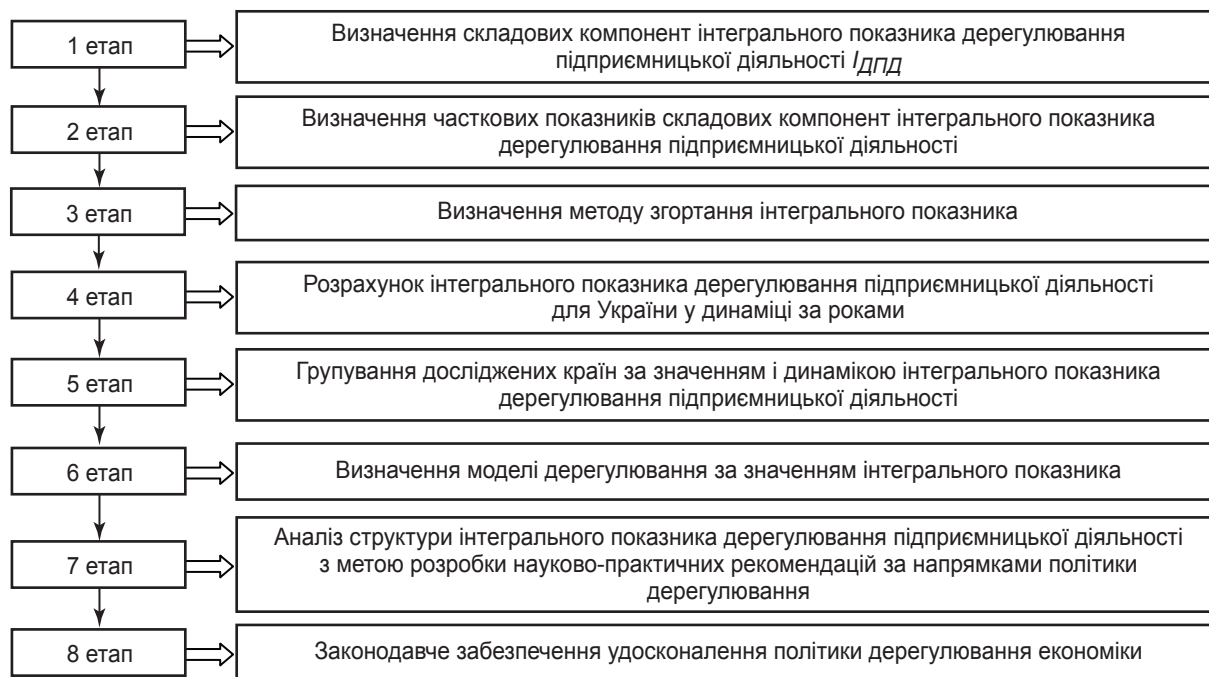 1 етап
Визначення складових компонент інтегрального показника дерегулювання
підприємницької діяльності IДПД
2 етап
Визначення часткових показників складових компонент інтегрального показника
дерегулювання підприємницької діяльності
3 етап
Визначення методу згортання інтегрального показника
4 етап
Розрахунок інтегрального показника дерегулювання підприємницької діяльності
для України у динаміці за роками
5 етап
Групування досліджених країн за значенням і динамікою інтегрального показника
дерегулювання підприємницької діяльності
6 етап
Визначення моделі дерегулювання за значенням інтегрального показника
7 етап
Аналіз структури інтегрального показника дерегулювання підприємницької діяльності
з метою розробки науково-практичних рекомендацій за напрямками політики
дерегулювання
8 етап
Законодавче забезпечення удосконалення політики дерегулювання економіки